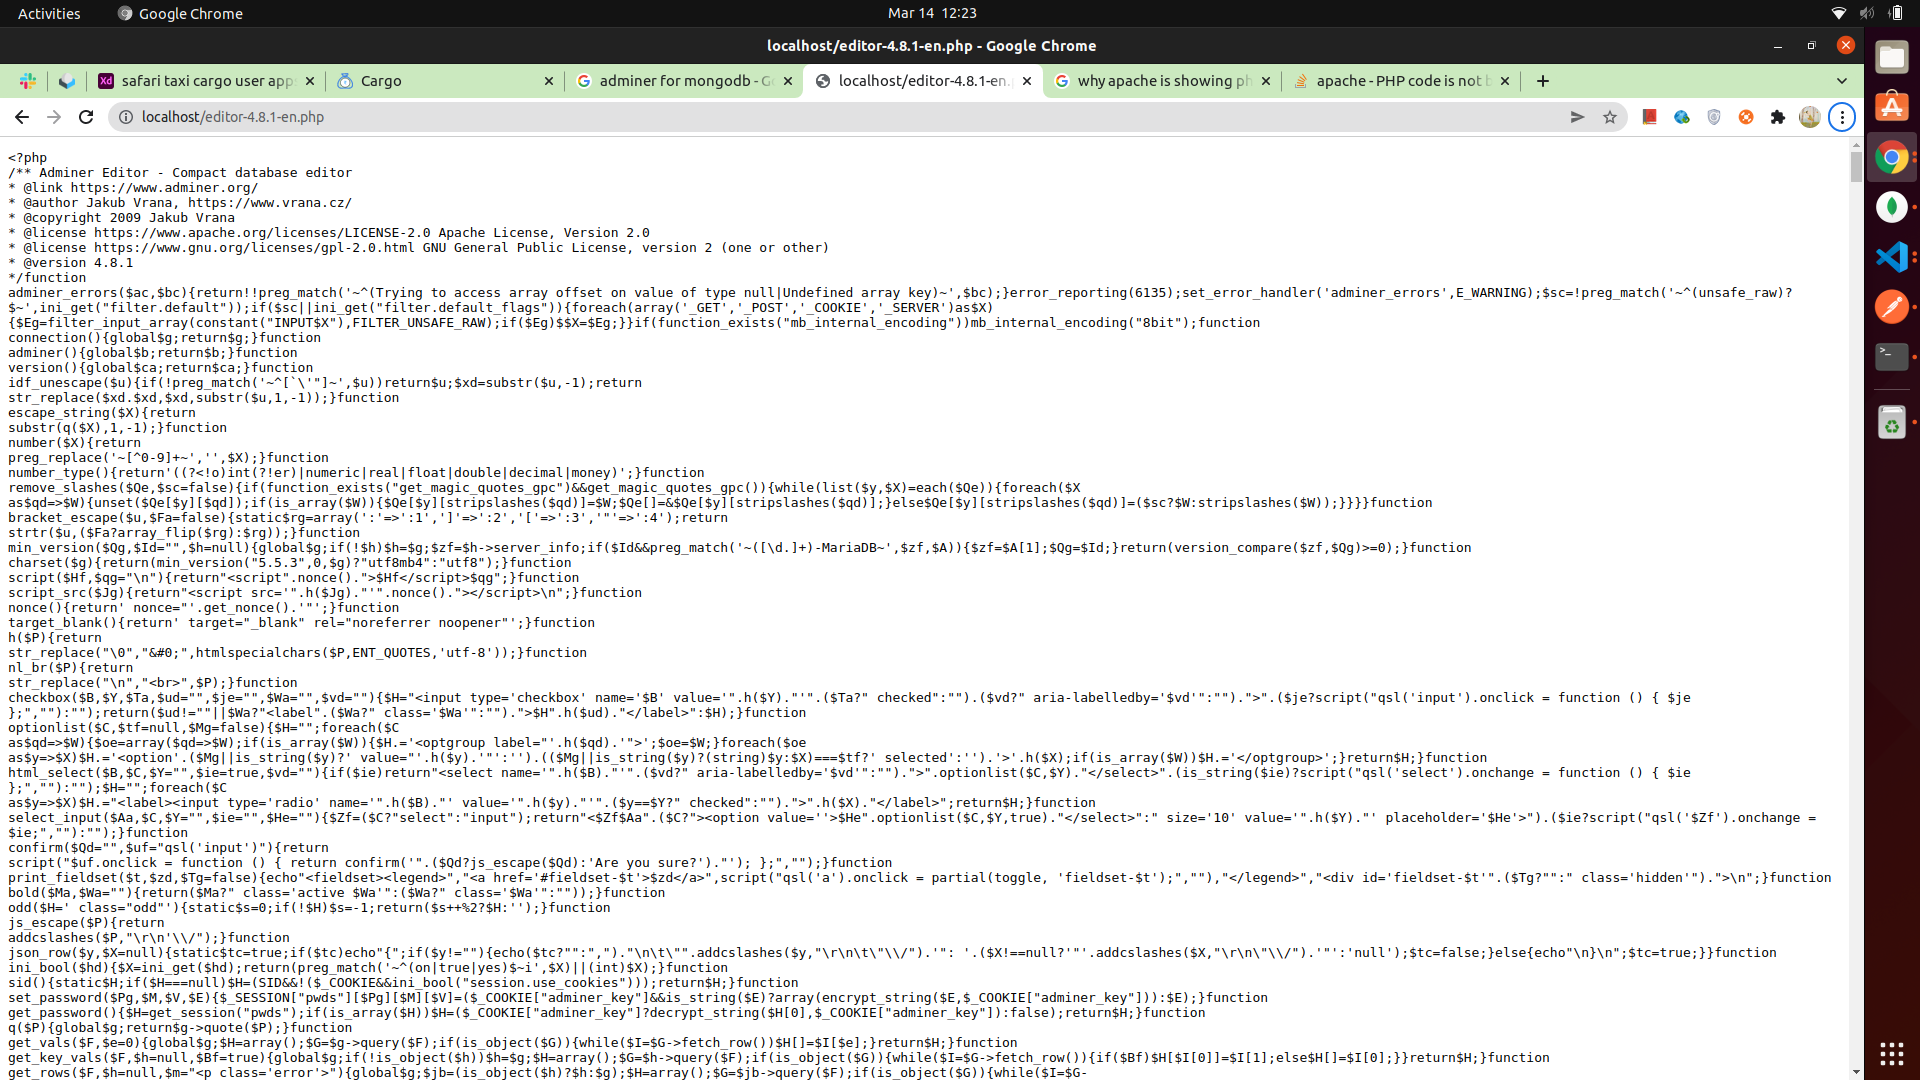 Activities
Google Chrome
Mar 14 12:23
localhost/editor-4.8.1-en.php - Google Chrome
safari taxi cargo user app
Cargo
adminer for mongodb - G
localhost/editor-4.8.1-en.
why apache is showing ph
apache - PHP code is not
localhost/editor-4.8.1-en.php
<?php
/** Adminer Editor - Compact database editor
* @link https://www.adminer.org/
* @author Jakub Vrana, https://www.vrana.cz/
* @copyright 2009 Jakub Vrana
* @license https://www.apache.org/licenses/LICENSE-2.0 Apache License, Version 2.0
* @license https://www.gnu.org/licenses/gpl-2.0.html GNU General Public License, version 2 (one or other)
* @version 4.8.1
*/function
adminer_errors($ac,$bc){return!!preg_match('~^(Trying to access array offset on value of type null|Undefined array key)~',$bc);}error_reporting(6135);set_error_handler('adminer_errors',E_WARNING);$sc=!preg_match('~^(unsafe_raw)?
$~',ini_get("filter.default"));if($sc||ini_get("filter.default_flags")){foreach(array('_GET','_POST','_COOKIE','_SERVER')as$X)
{$Eg=filter_input_array(constant("INPUT$X"),FILTER_UNSAFE_RAW);if($Eg)$$X=$Eg;}}if(function_exists("mb_internal_encoding"))mb_internal_encoding("8bit");function
connection(){global$g;return$g;}function
adminer(){global$b;return$b;}function
version(){global$ca;return$ca;}function
idf_unescape($u){if(!preg_match('~^[`\'"]~',$u))return$u;$xd=substr($u,-1);return
str_replace($xd.$xd,$xd,substr($u,1,-1));}function
escape_string($X){return
substr(q($X),1,-1);}function
number($X){return
preg_replace('~[^0-9]+~','',$X);}function
number_type(){return'((?<!o)int(?!er)|numeric|real|float|double|decimal|money)';}function
remove_slashes($Qe,$sc=false){if(function_exists("get_magic_quotes_gpc")&&get_magic_quotes_gpc()){while(list($y,$X)=each($Qe)){foreach($X
as$qd=>$W){unset($Qe[$y][$qd]);if(is_array($W)){$Qe[$y][stripslashes($qd)]=$W;$Qe[]=&$Qe[$y][stripslashes($qd)];}else$Qe[$y][stripslashes($qd)]=($sc?$W:stripslashes($W));}}}}function
bracket_escape($u,$Fa=false){static$rg=array(':'=>':1',']'=>':2','['=>':3','"'=>':4');return
strtr($u,($Fa?array_flip($rg):$rg));}function
min_version($Qg,$Id="",$h=null){global$g;if(!$h)$h=$g;$zf=$h->server_info;if($Id&&preg_match('~([\d.]+)-MariaDB~',$zf,$A)){$zf=$A[1];$Qg=$Id;}return(version_compare($zf,$Qg)>=0);}function
charset($g){return(min_version("5.5.3",0,$g)?"utf8mb4":"utf8");}function
script($Hf,$qg="\n"){return"<script".nonce().">$Hf</script>$qg";}function
script_src($Jg){return"<script src='".h($Jg)."'".nonce()."></script>\n";}function
nonce(){return' nonce="'.get_nonce().'"';}function
target_blank(){return' target="_blank" rel="noreferrer noopener"';}function
h($P){return
str_replace("\0","&#0;",htmlspecialchars($P,ENT_QUOTES,'utf-8'));}function
nl_br($P){return
str_replace("\n","<br>",$P);}function
checkbox($B,$Y,$Ta,$ud="",$je="",$Wa="",$vd=""){$H="<input type='checkbox' name='$B' value='".h($Y)."'".($Ta?" checked":"").($vd?" aria-labelledby='$vd'":"").">".($je?script("qsl('input').onclick = function () { $je
};",""):"");return($ud!=""||$Wa?"<label".($Wa?" class='$Wa'":"").">$H".h($ud)."</label>":$H);}function
optionlist($C,$tf=null,$Mg=false){$H="";foreach($C
as$qd=>$W){$oe=array($qd=>$W);if(is_array($W)){$H.='<optgroup label="'.h($qd).'">';$oe=$W;}foreach($oe
as$y=>$X)$H.='<option'.($Mg||is_string($y)?' value="'.h($y).'"':'').(($Mg||is_string($y)?(string)$y:$X)===$tf?' selected':'').'>'.h($X);if(is_array($W))$H.='</optgroup>';}return$H;}function
html_select($B,$C,$Y="",$ie=true,$vd=""){if($ie)return"<select name='".h($B)."'".($vd?" aria-labelledby='$vd'":"").">".optionlist($C,$Y)."</select>".(is_string($ie)?script("qsl('select').onchange = function () { $ie
};",""):"");$H="";foreach($C
as$y=>$X)$H.="<label><input type='radio' name='".h($B)."' value='".h($y)."'".($y==$Y?" checked":"").">".h($X)."</label>";return$H;}function
select_input($Aa,$C,$Y="",$ie="",$He=""){$Zf=($C?"select":"input");return"<$Zf$Aa".($C?"><option value=''>$He".optionlist($C,$Y,true)."</select>":" size='10' value='".h($Y)."' placeholder='$He'>").($ie?script("qsl('$Zf').onchange =
$ie;",""):"");}function
confirm($Qd="",$uf="qsl('input')"){return
script("$uf.onclick = function () { return confirm('".($Qd?js_escape($Qd):'Are you sure?')."'); };","");}function
print_fieldset($t,$zd,$Tg=false){echo"<fieldset><legend>","<a href='#fieldset-$t'>$zd</a>",script("qsl('a').onclick = partial(toggle, 'fieldset-$t');",""),"</legend>","<div id='fieldset-$t'".($Tg?"":" class='hidden'").">\n";}function
bold($Ma,$Wa=""){return($Ma?" class='active $Wa'":($Wa?" class='$Wa'":""));}function
odd($H=' class="odd"'){static$s=0;if(!$H)$s=-1;return($s++%2?$H:'');}function
js_escape($P){return
addcslashes($P,"\r\n'\\/");}function
json_row($y,$X=null){static$tc=true;if($tc)echo"{";if($y!=""){echo($tc?"":",")."\n\t\"".addcslashes($y,"\r\n\t\"\\/").'": '.($X!==null?'"'.addcslashes($X,"\r\n\"\\/").'"':'null');$tc=false;}else{echo"\n}\n";$tc=true;}}function
ini_bool($hd){$X=ini_get($hd);return(preg_match('~^(on|true|yes)$~i',$X)||(int)$X);}function
sid(){static$H;if($H===null)$H=(SID&&!($_COOKIE&&ini_bool("session.use_cookies")));return$H;}function
set_password($Pg,$M,$V,$E){$_SESSION["pwds"][$Pg][$M][$V]=($_COOKIE["adminer_key"]&&is_string($E)?array(encrypt_string($E,$_COOKIE["adminer_key"])):$E);}function
get_password(){$H=get_session("pwds");if(is_array($H))$H=($_COOKIE["adminer_key"]?decrypt_string($H[0],$_COOKIE["adminer_key"]):false);return$H;}function
q($P){global$g;return$g->quote($P);}function
get_vals($F,$e=0){global$g;$H=array();$G=$g->query($F);if(is_object($G)){while($I=$G->fetch_row())$H[]=$I[$e];}return$H;}function
get_key_vals($F,$h=null,$Bf=true){global$g;if(!is_object($h))$h=$g;$H=array();$G=$h->query($F);if(is_object($G)){while($I=$G->fetch_row()){if($Bf)$H[$I[0]]=$I[1];else$H[]=$I[0];}}return$H;}function
get_rows($F,$h=null,$m="<p class='error'>"){global$g;$jb=(is_object($h)?$h:$g);$H=array();$G=$jb->query($F);if(is_object($G)){while($I=$G-